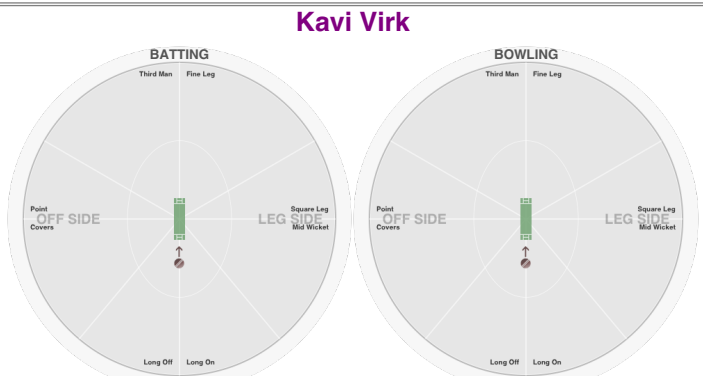 Kavi Virk
BATTING
BOWLING
Third Man
Fine Leg
Third Man
Fine Leg
Point
OFF SIDE
Covers
Square Leg
LEG SIDE
Mid Wicket
Point
OFF SIDE
Covers
Square Leg
LEG SIDE
Mid Wicket
Long Off
Long On
Long Off
Long On